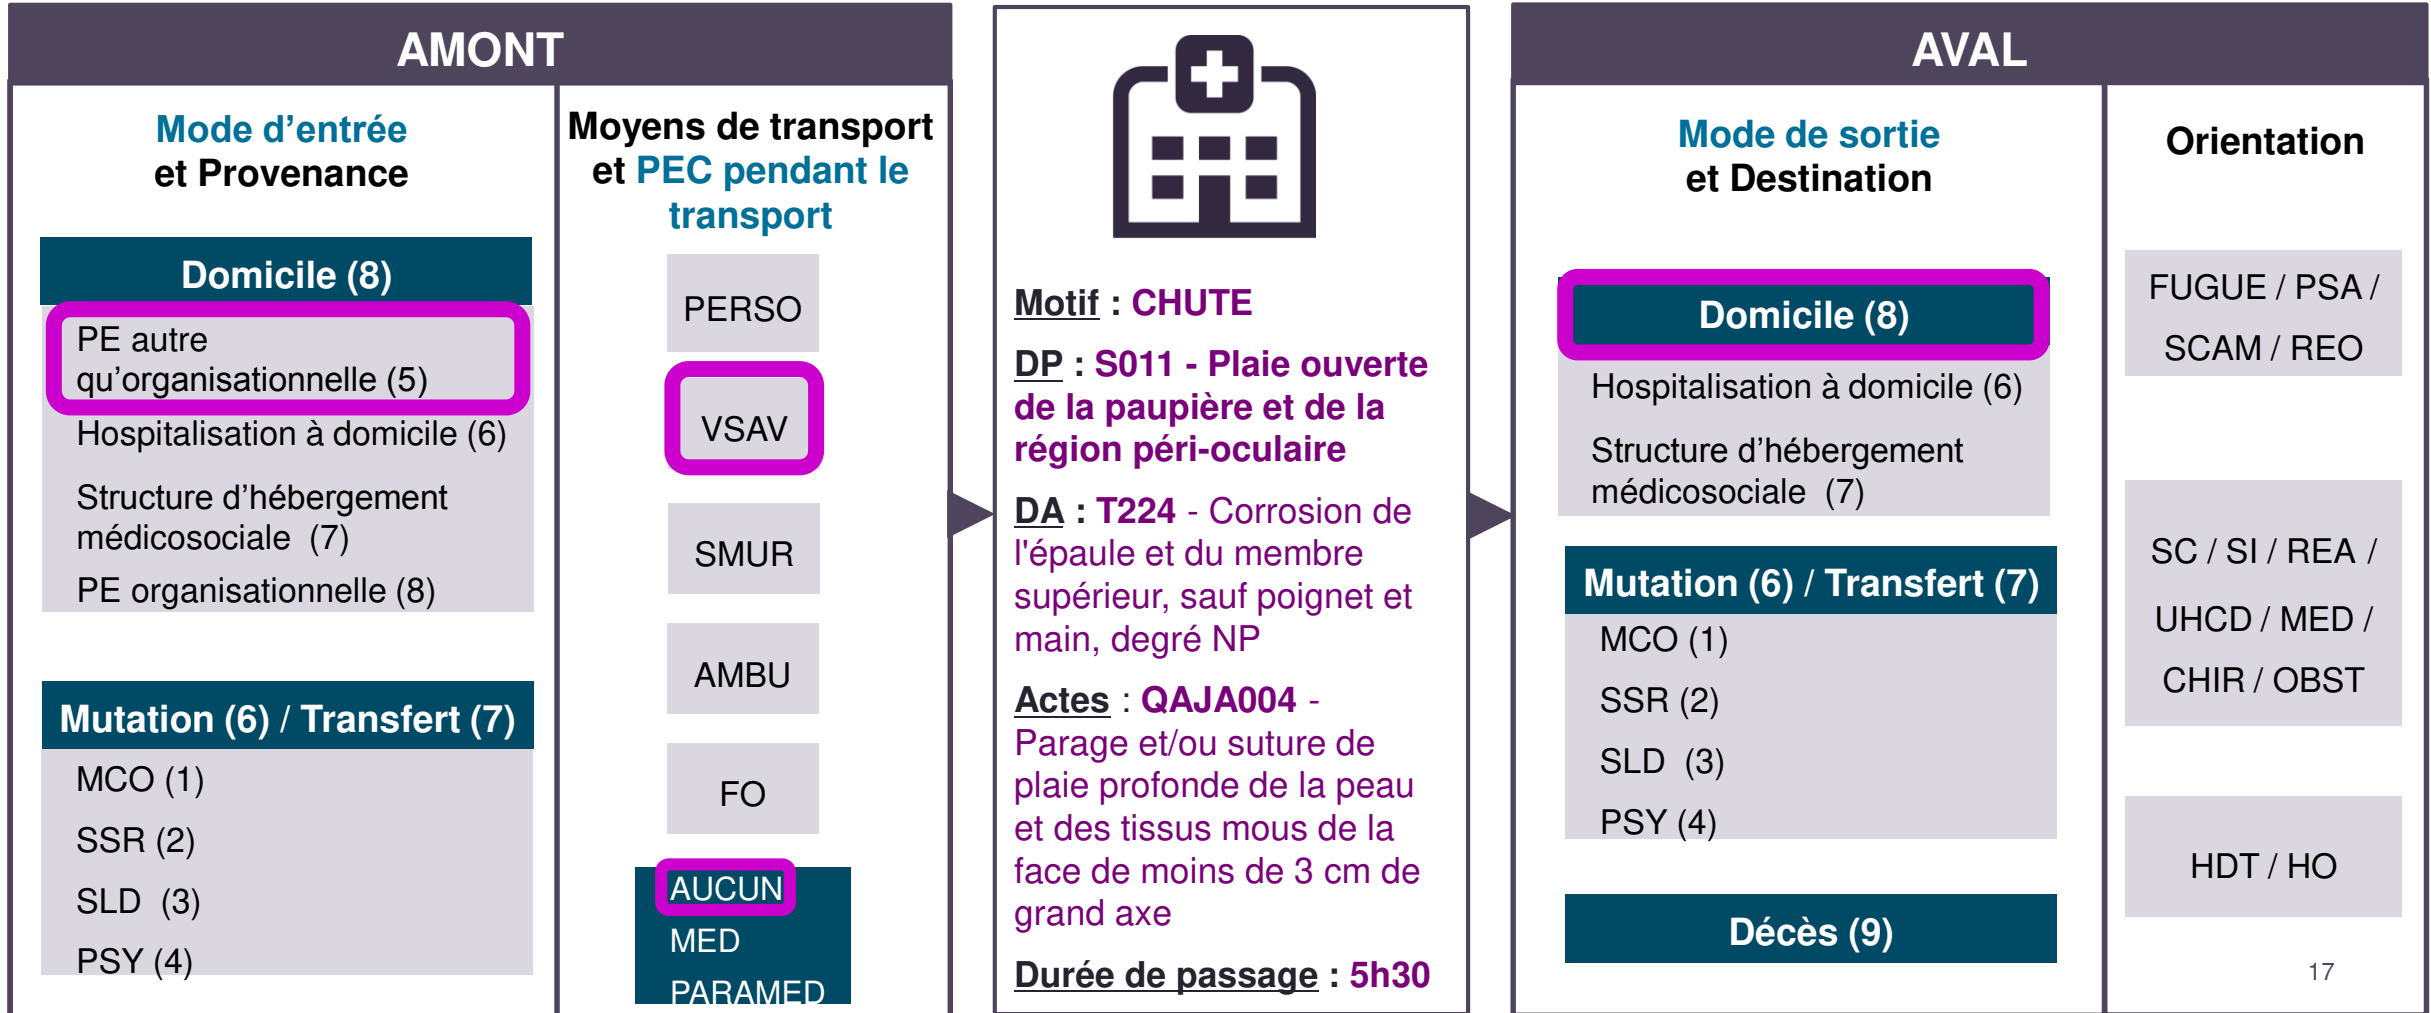 AMONT
Mode d'entrée
et Provenance
Domicile (8)
PE autre
qu'organisationnelle (5)
Hospitalisation à domicile (6)
Structure d'hébergement
médicosociale (7)
PE organisationnelle (8)
Mutation (6) / Transfert (7)
MCO (1)
SSR (2)
SLD (3)
PSY (4)
Moyens de transport
et PEC pendant le
transport
PERSO
VSAV
SMUR
AMBU
FO
AUCUN
MED
PARAMED
Motif : CHUTE
DP : S011 - Plaie ouverte
de la paupière et de la
région péri-oculaire
DA : T224 - Corrosion de
l'épaule et du membre
supérieur, sauf poignet et
main, degré NP
Actes : QAJA004 -
Parage et/ou suture de
plaie profonde de la peau
et des tissus mous de la
face de moins de 3 cm de
grand axe
Durée de passage : 5h30
AVAL
Mode de sortie
et Destination
Domicile (8)
Hospitalisation à domicile (6)
Structure d'hébergement
médicosociale (7)
Mutation (6) / Transfert (7)
MCO (1)
SSR (2)
SLD (3)
PSY (4)
Décès (9)
Orientation
FUGUE / PSA /
SCAM / REO
SC / SI / REA /
UHCD / MED /
CHIR / OBST
HDT / HO
17